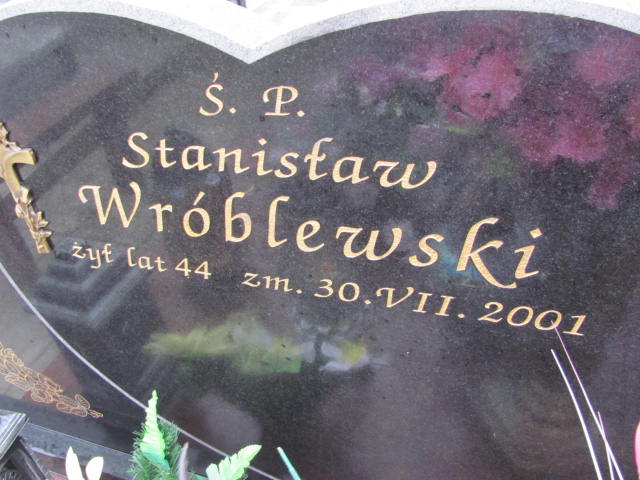 Ś. P.
Stanisław
Wróblewski
żył lat 44 zm. 30.VII.2001